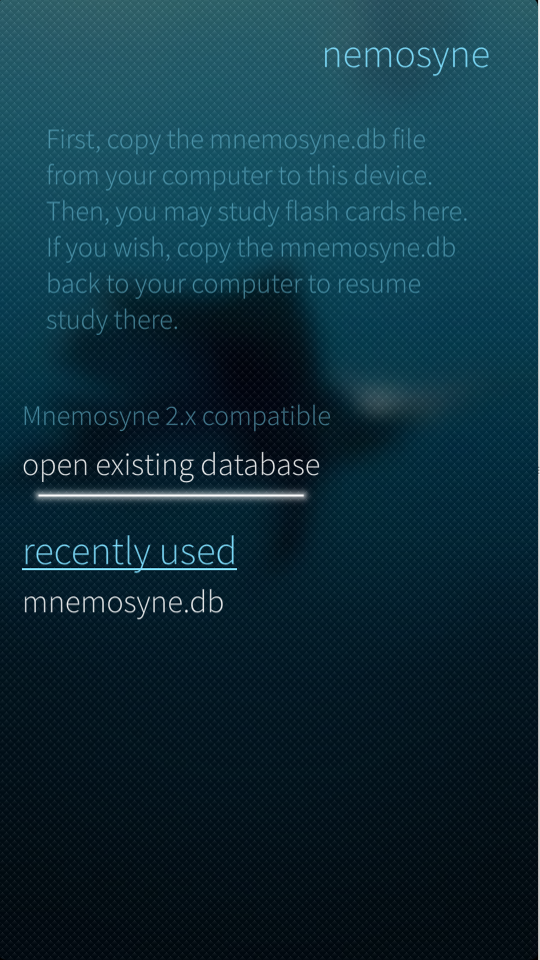 nemosyne
First, copy the mnemosyne.db file
from your computer to this device.
Then, you may study flash cards here.
If you wish, copy the mnemosyne.db
back to your computer to resume
study there.
Mnemosyne 2.x compatible
open existing database
recently used
mnemosyne.db